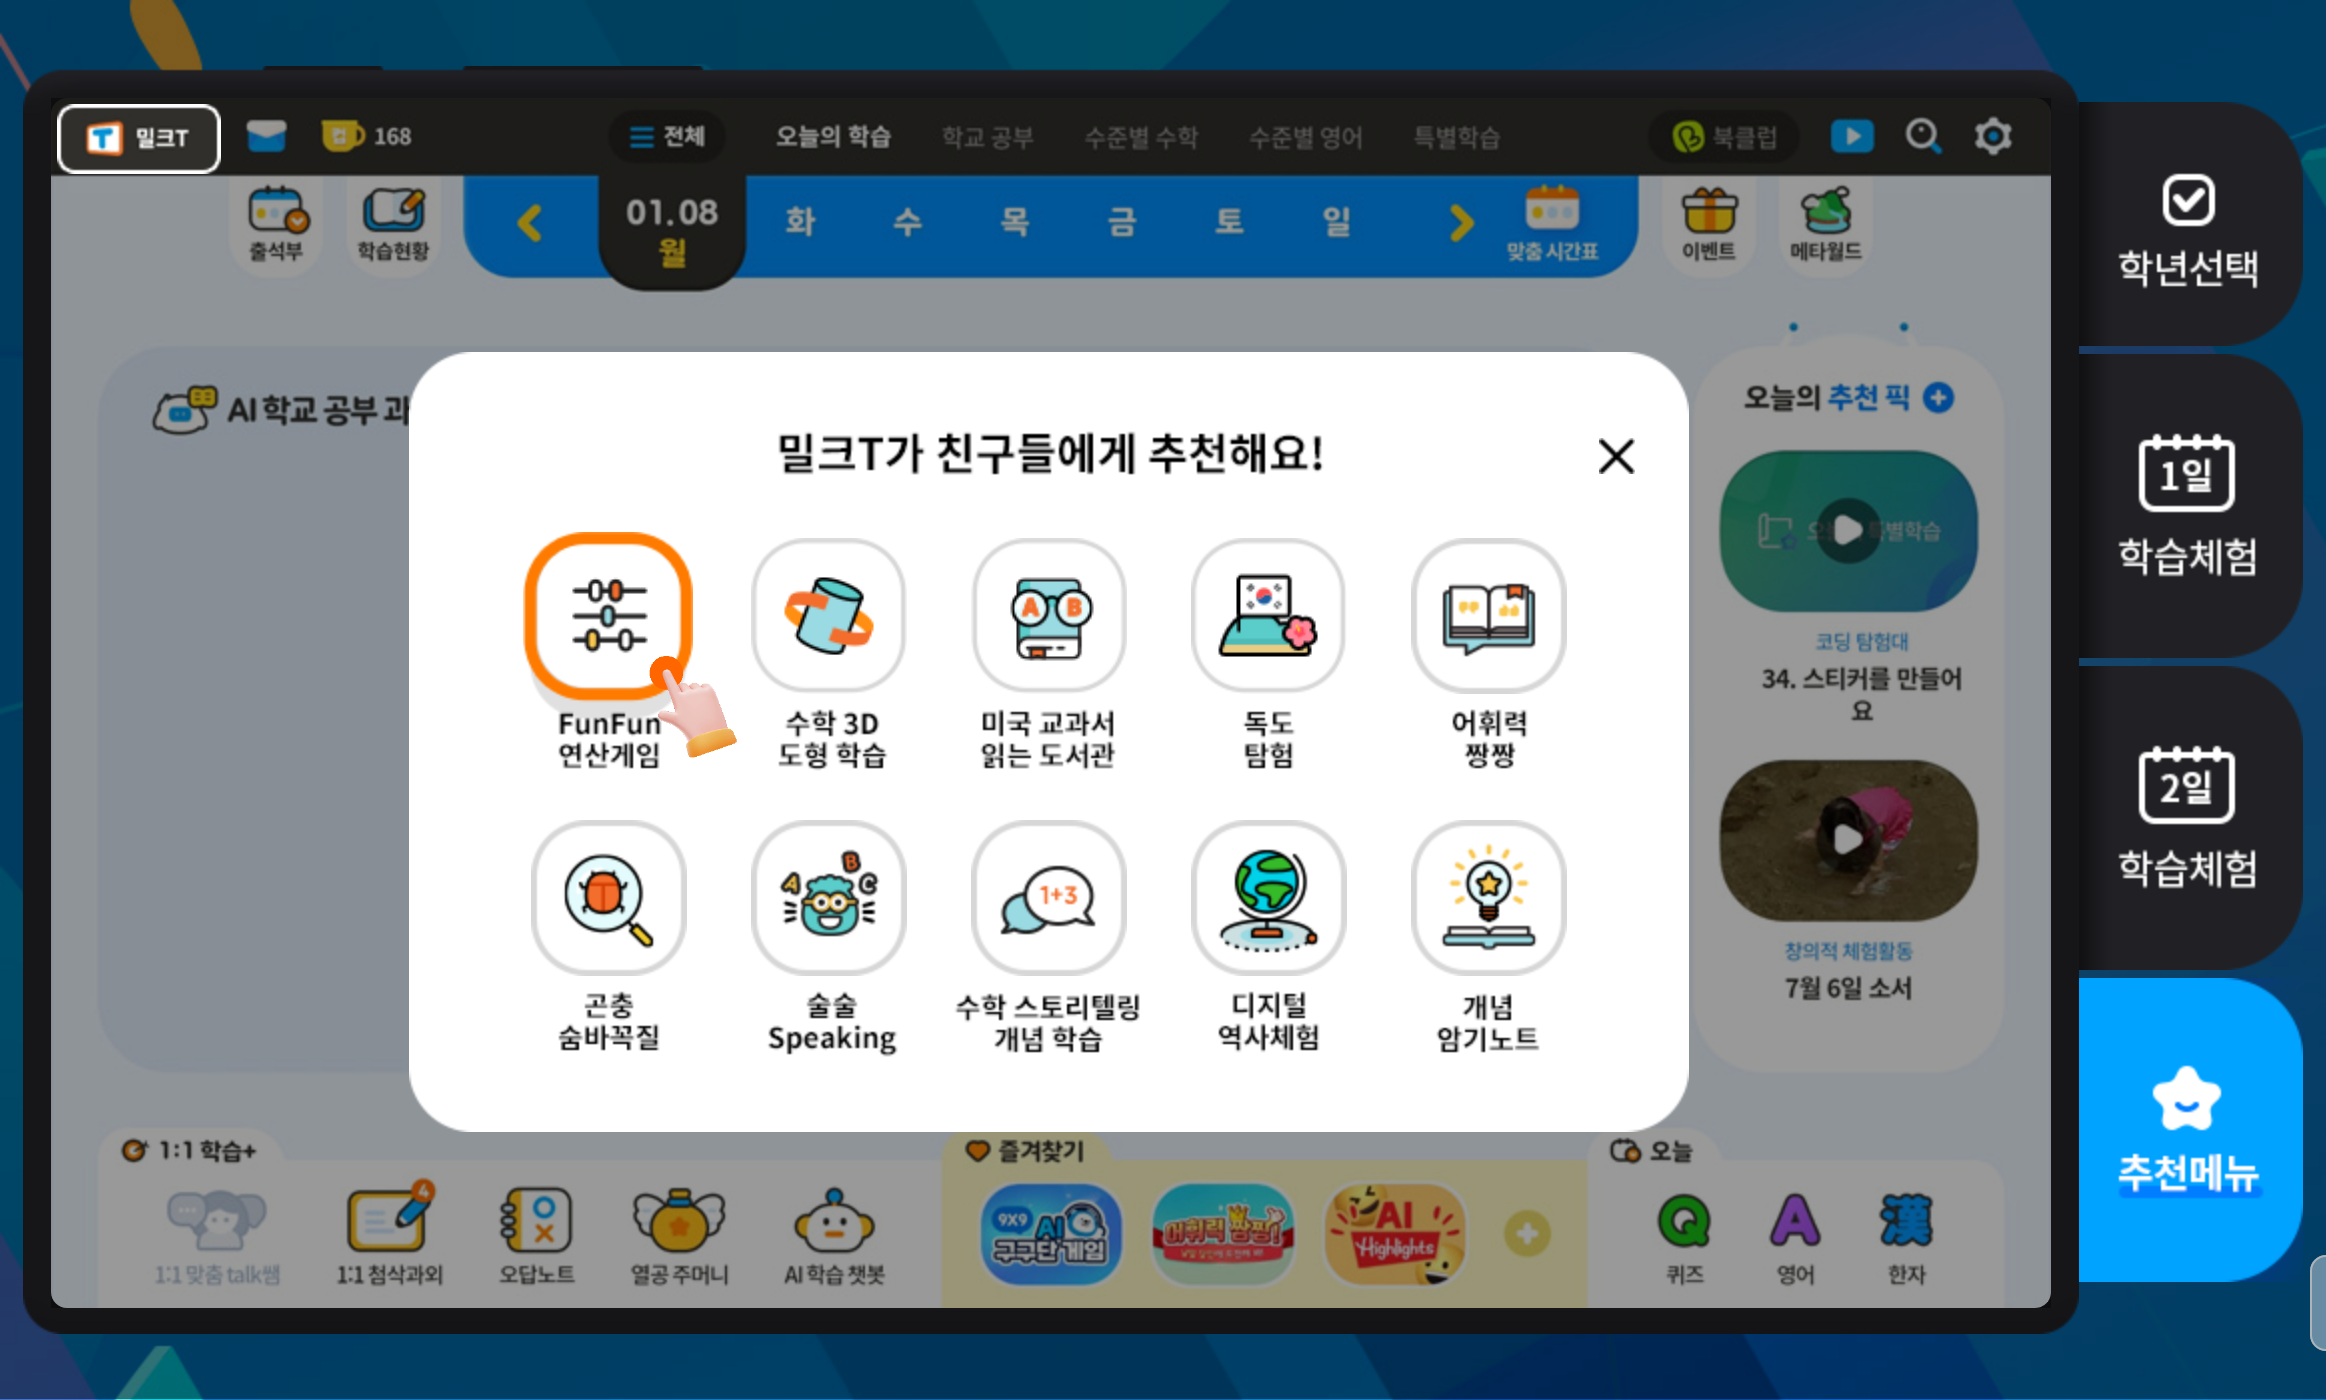 밀크T
168
전체
오늘의 학습
학교 공부
수준별 수학
수준별 영어
특별학습
북클럽
출석부
학습현황
01.08
월
화
수
목
금
토
일
맞춤 시간표
이벤트
메타월드
학년선택
1일
학습체험
2일
학습체험
추천메뉴
AI 학교 공부 과
밀크T가 친구들에게 추천해요!
FunFun
연산게임
수학 3D
도형 학습
A B
미국 교과서
읽는 도서관
독도
탐험
어휘력
짱짱
곤충
숨바꼭질
A B C
술술
Speaking
1+3
수학 스토리텔링
개념 학습
디지털
역사체험
개념
암기노트
오늘의 추천 픽
특별학습
코딩 탐험대
34. 스티커를 만들어
요
창의적 체험활동
7월 6일 소서
1:1 학습+
1:1 맞춤 talk쌤
4
1:1 첨삭과외
오답노트
열공 주머니
AI 학습 챗봇
즐겨찾기
9X9 AI
구구단 게임
어휘력 짱짱!
AI
Highlights
오늘
Q
퀴즈
A
영어
漢
한자